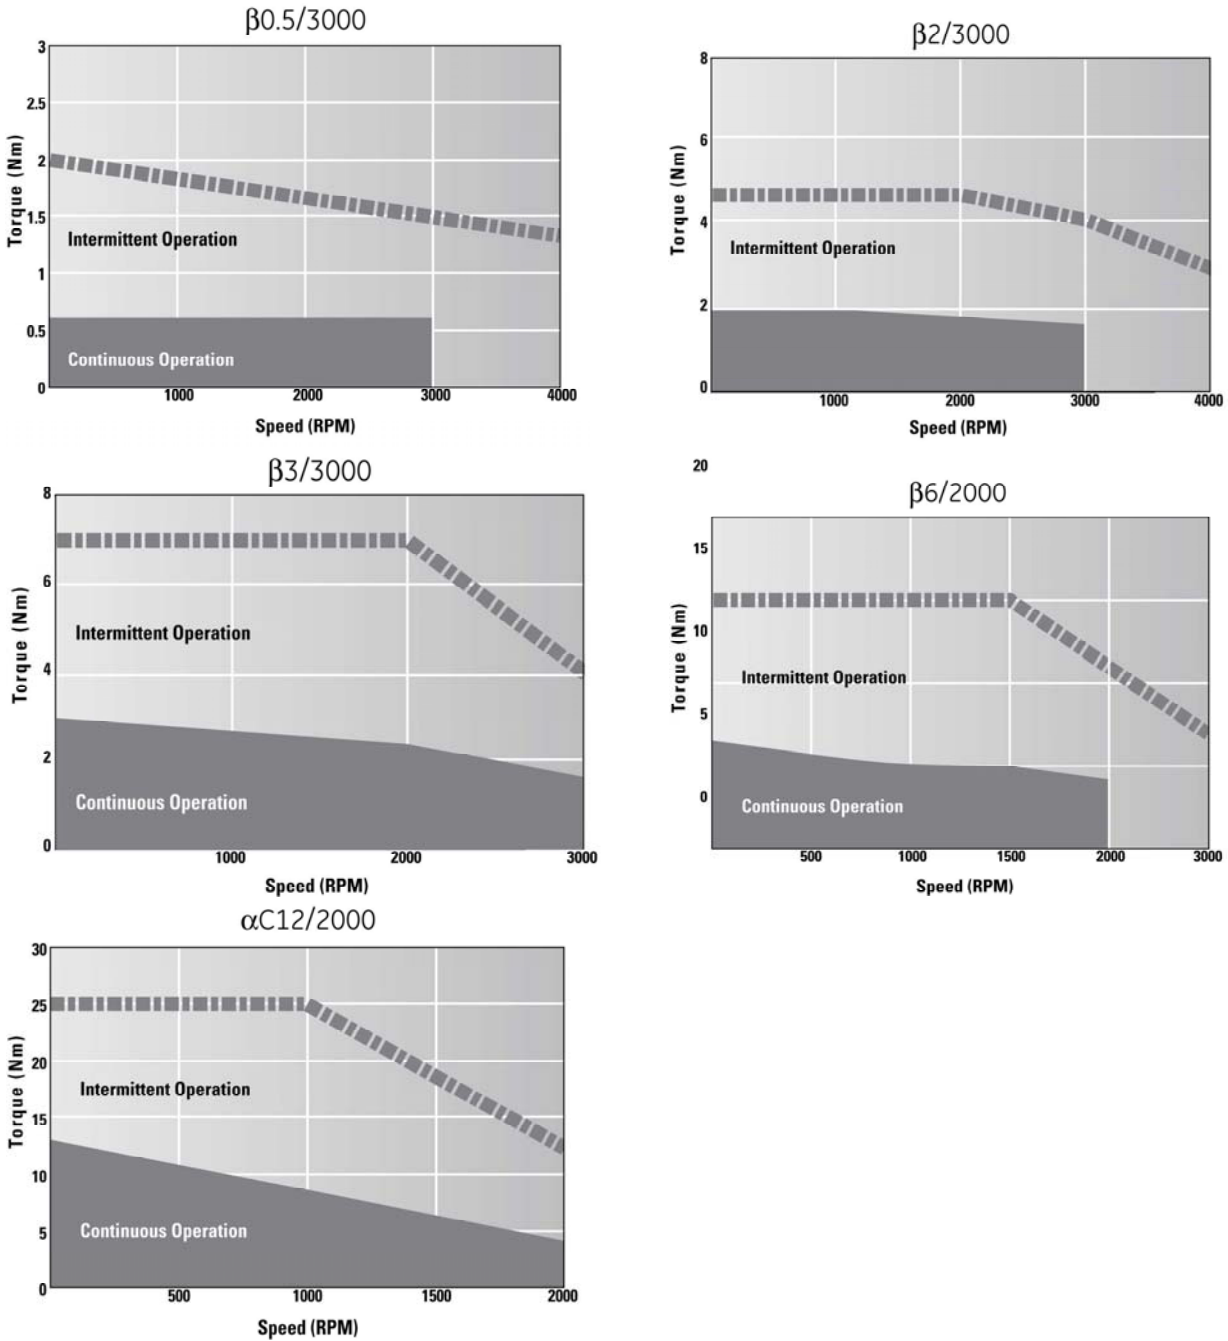 β0.5/3000
3
2.5
2
1.5
1
0.5
0
Torque (Nm)
Intermittent Operation
Continuous Operation
1000 2000 3000 4000
Speed (RPM)
β2/3000
8
6
4
2
0
Torque (Nm)
Intermittent Operation
1000 2000 3000 4000
Speed (RPM)
β3/3000
8
6
4
2
0
Torque (Nm)
Intermittent Operation
Continuous Operation
1000 2000 3000
Speed (RPM)
β6/2000
20
15
10
5
0
Torque (Nm)
Intermittent Operation
Continuous Operation
500 1000 1500 2000 3000
Speed (RPM)
αC12/2000
30
25
20
15
10
5
0
Torque (Nm)
Intermittent Operation
Continuous Operation
500 1000 1500 2000
Speed (RPM)